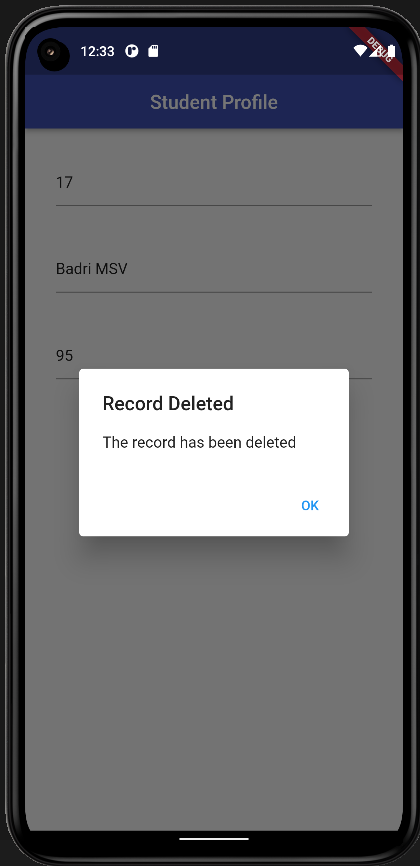 12:33
DEBUG
Student Profile
17
Badri MSV
95
Record Deleted
The record has been deleted
OK